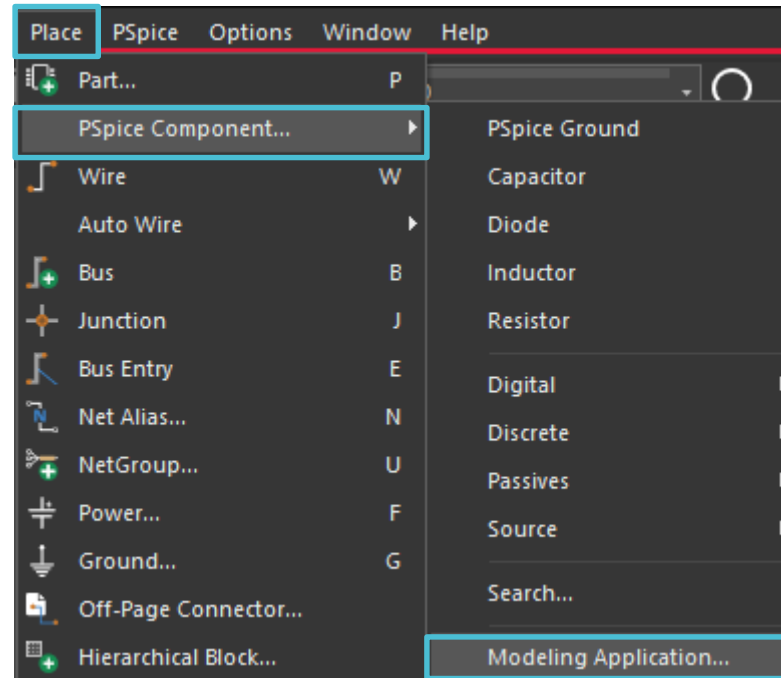 Place PSpice Options Window Help
Part... P
PSpice Component...
Wire W
Auto Wire
Bus B
Junction J
Bus Entry E
Net Alias... N
NetGroup... U
Power... F
Ground... G
Off-Page Connector...
Hierarchical Block...
PSpice Ground
Capacitor
Diode
Inductor
Resistor
Digital
Discrete
Passives
Source
Search...
Modeling Application...